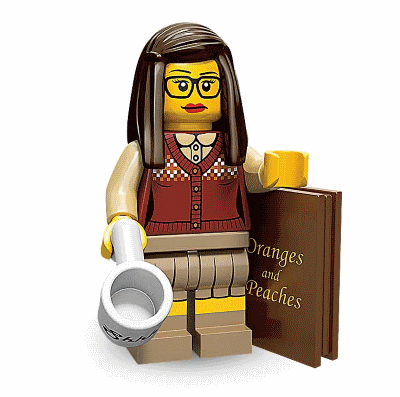 Oranges
and
Peaches